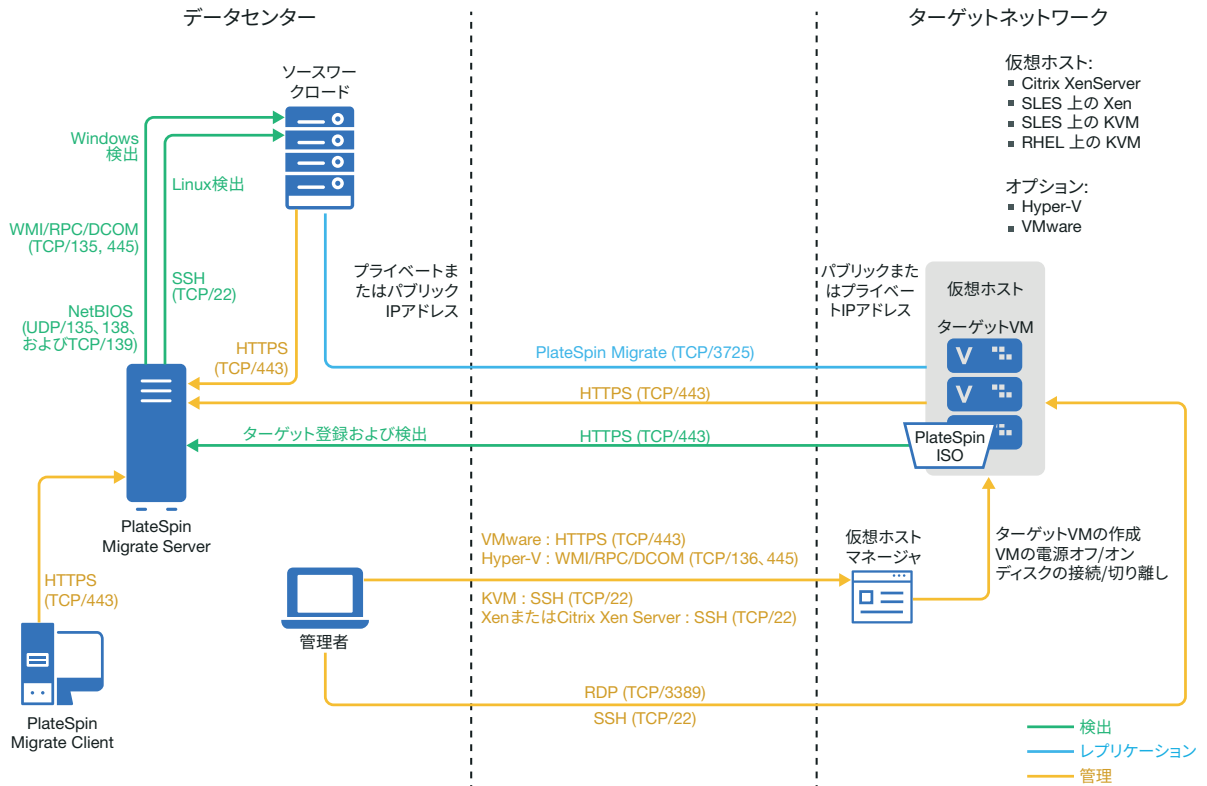 データセンター
ターゲットネットワーク
仮想ホスト:
Citrix XenServer
SLES 上の Xen
SLES 上の KVM
RHEL 上の KVM
オプション:
Hyper-V
VMware
ソースワー
クロード
Windows
検出
Linux検出
WMI/RPC/DCOM
(TCP/135, 445)
SSH
(TCP/22)
NetBIOS
(UDP/135、138、
およびTCP/139)
HTTPS
(TCP/443)
プライベートま
たはパブリック
IPアドレス
パブリックまた
はプライベー
トIPアドレス
仮想ホスト
ターゲットVM
V
V
PlateSpin
ISO
PlateSpin Migrate (TCP/3725)
HTTPS (TCP/443)
ターゲット登録および検出
HTTPS (TCP/443)
PlateSpin
Migrate Server
HTTPS
(TCP/443)
PlateSpin
Migrate Client
管理者
VMware : HTTPS (TCP/443)
Hyper-V : WMI/RPC/DCOM (TCP/136、445)
KVM : SSH (TCP/22)
XenまたはCitrix Xen Server : SSH (TCP/22)
仮想ホスト
マネージャ
ターゲットVMの作成
VMの電源オフ/オン
ディスクの接続/切り離し
RDP (TCP/3389)
SSH (TCP/22)
検出
レプリケーション
管理